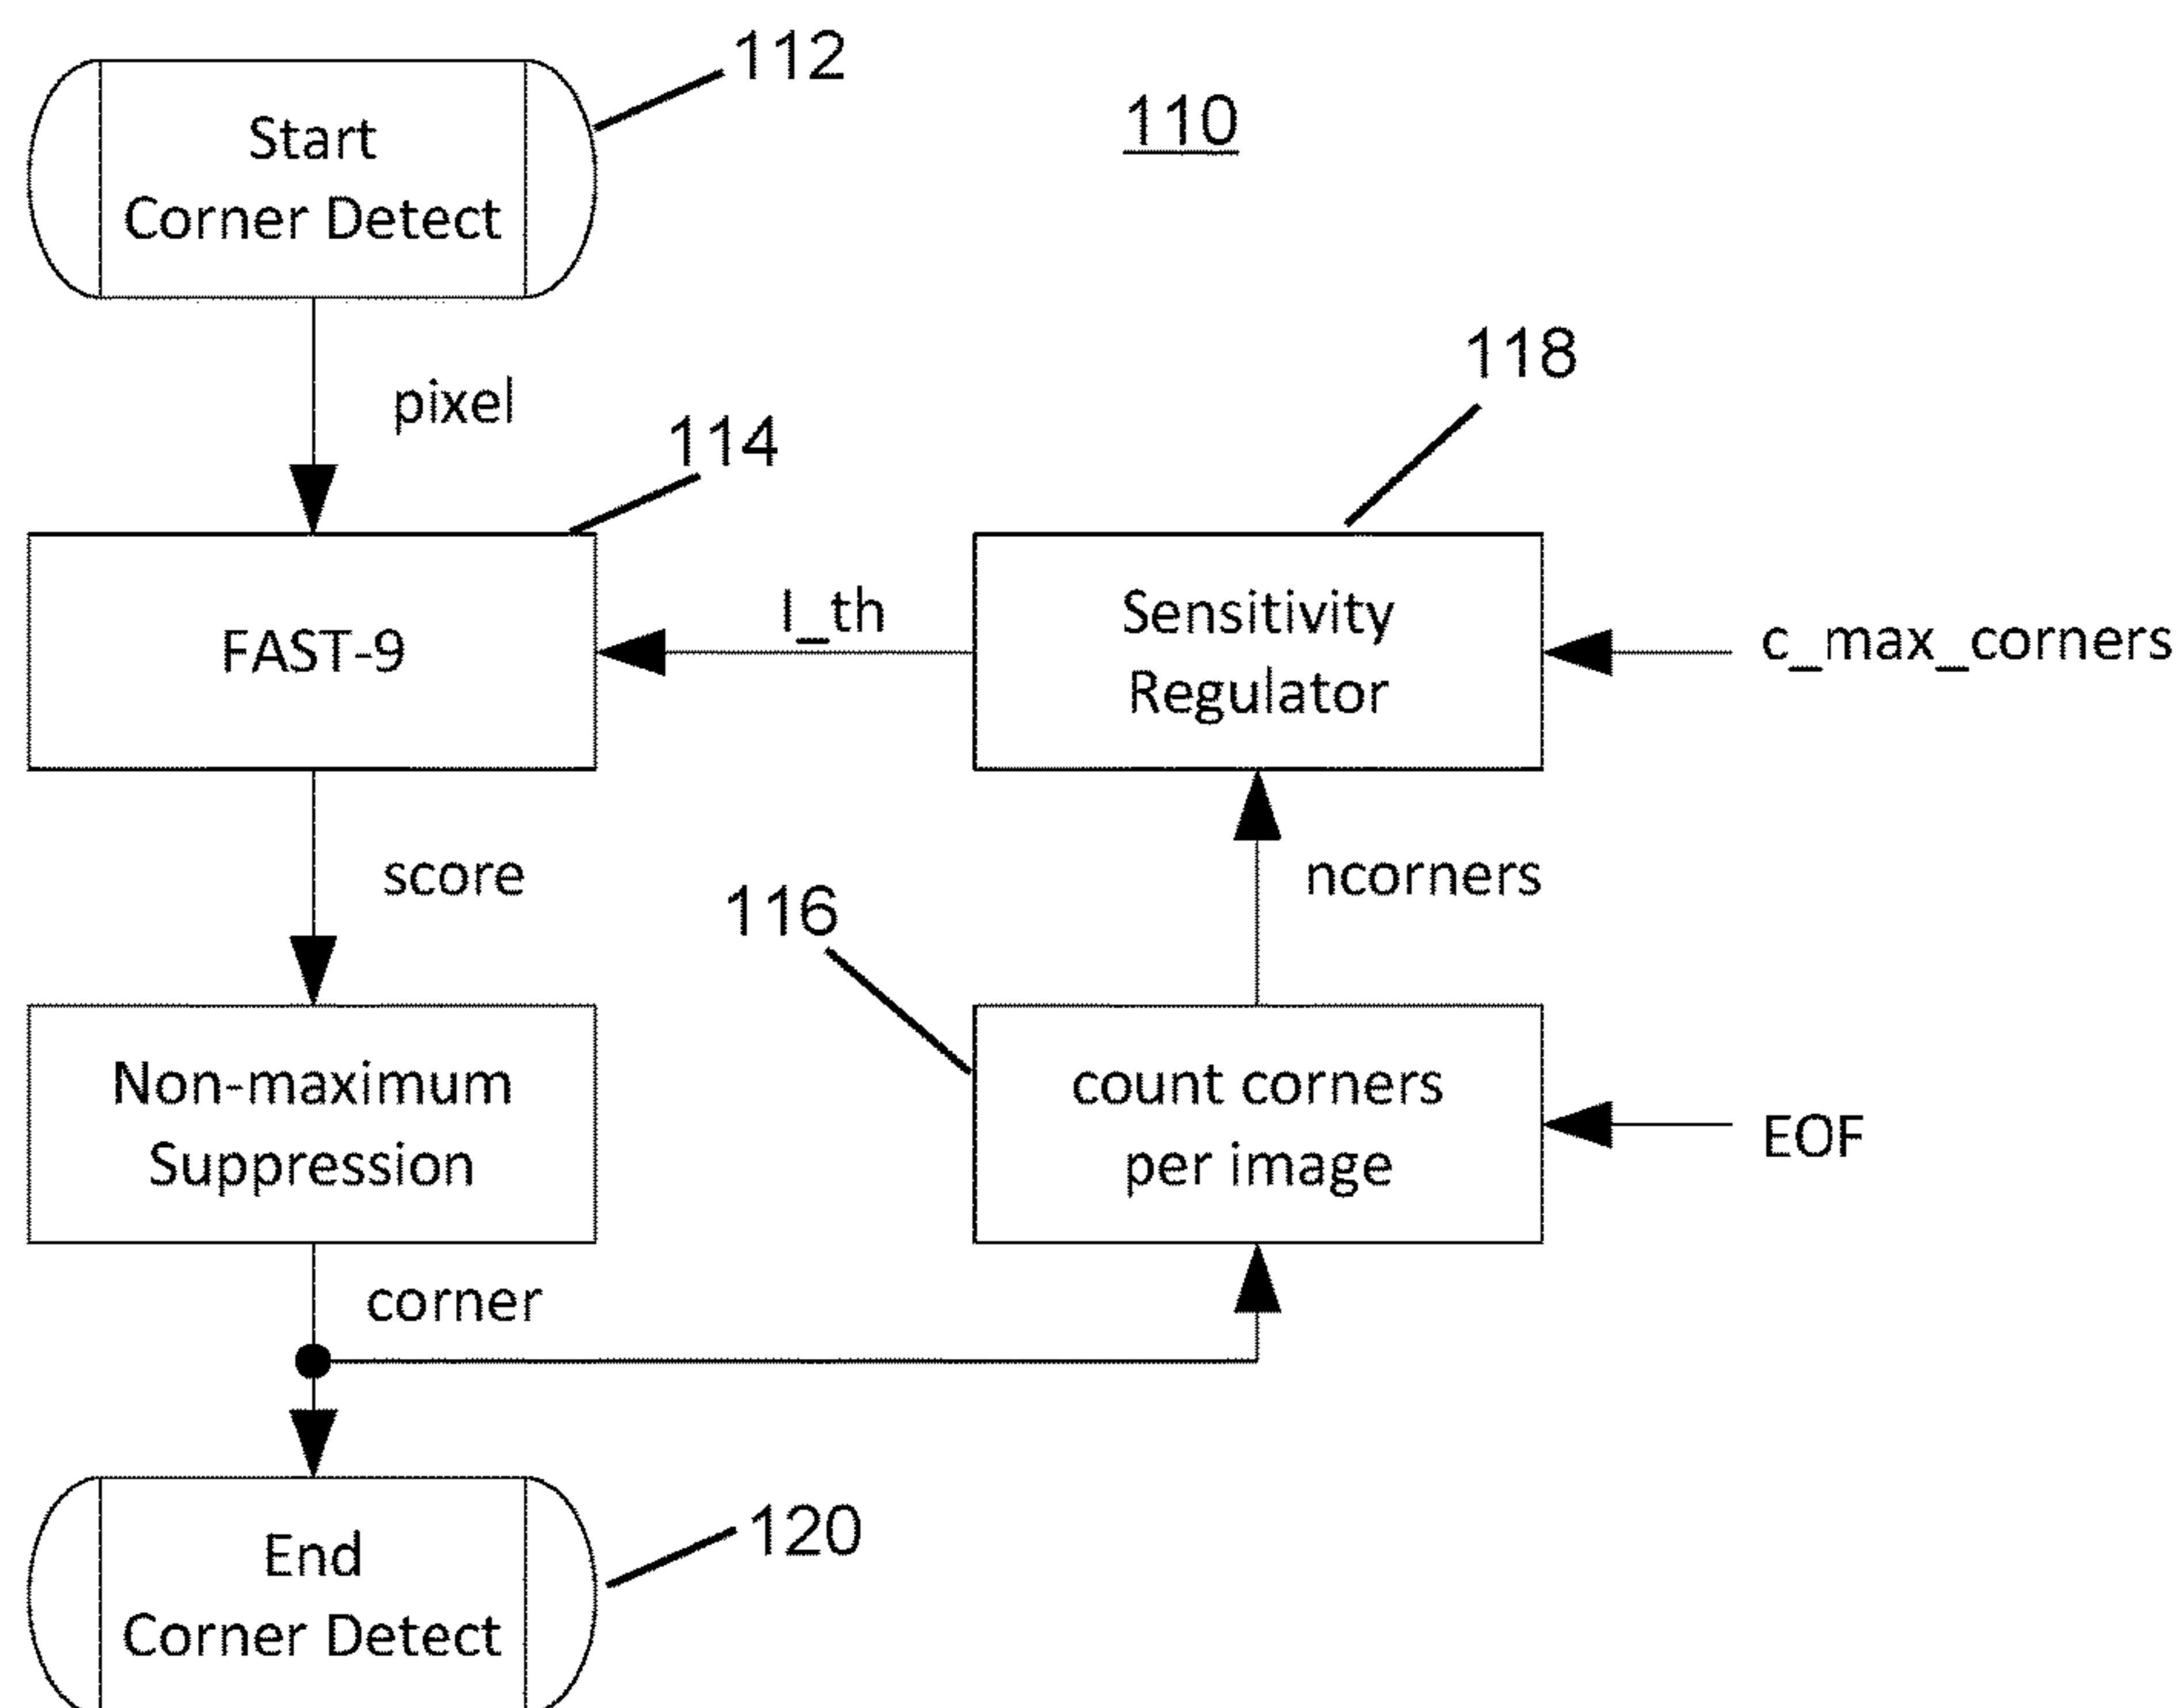 112
110
Start
Corner Detect
118
pixel
114
I_th
FAST-9
Sensitivity
Regulator
c_max_corners
score
116
ncorners
Non-maximum
Suppression
count corners
per image
EOF
corner
120
End
Corner Detect